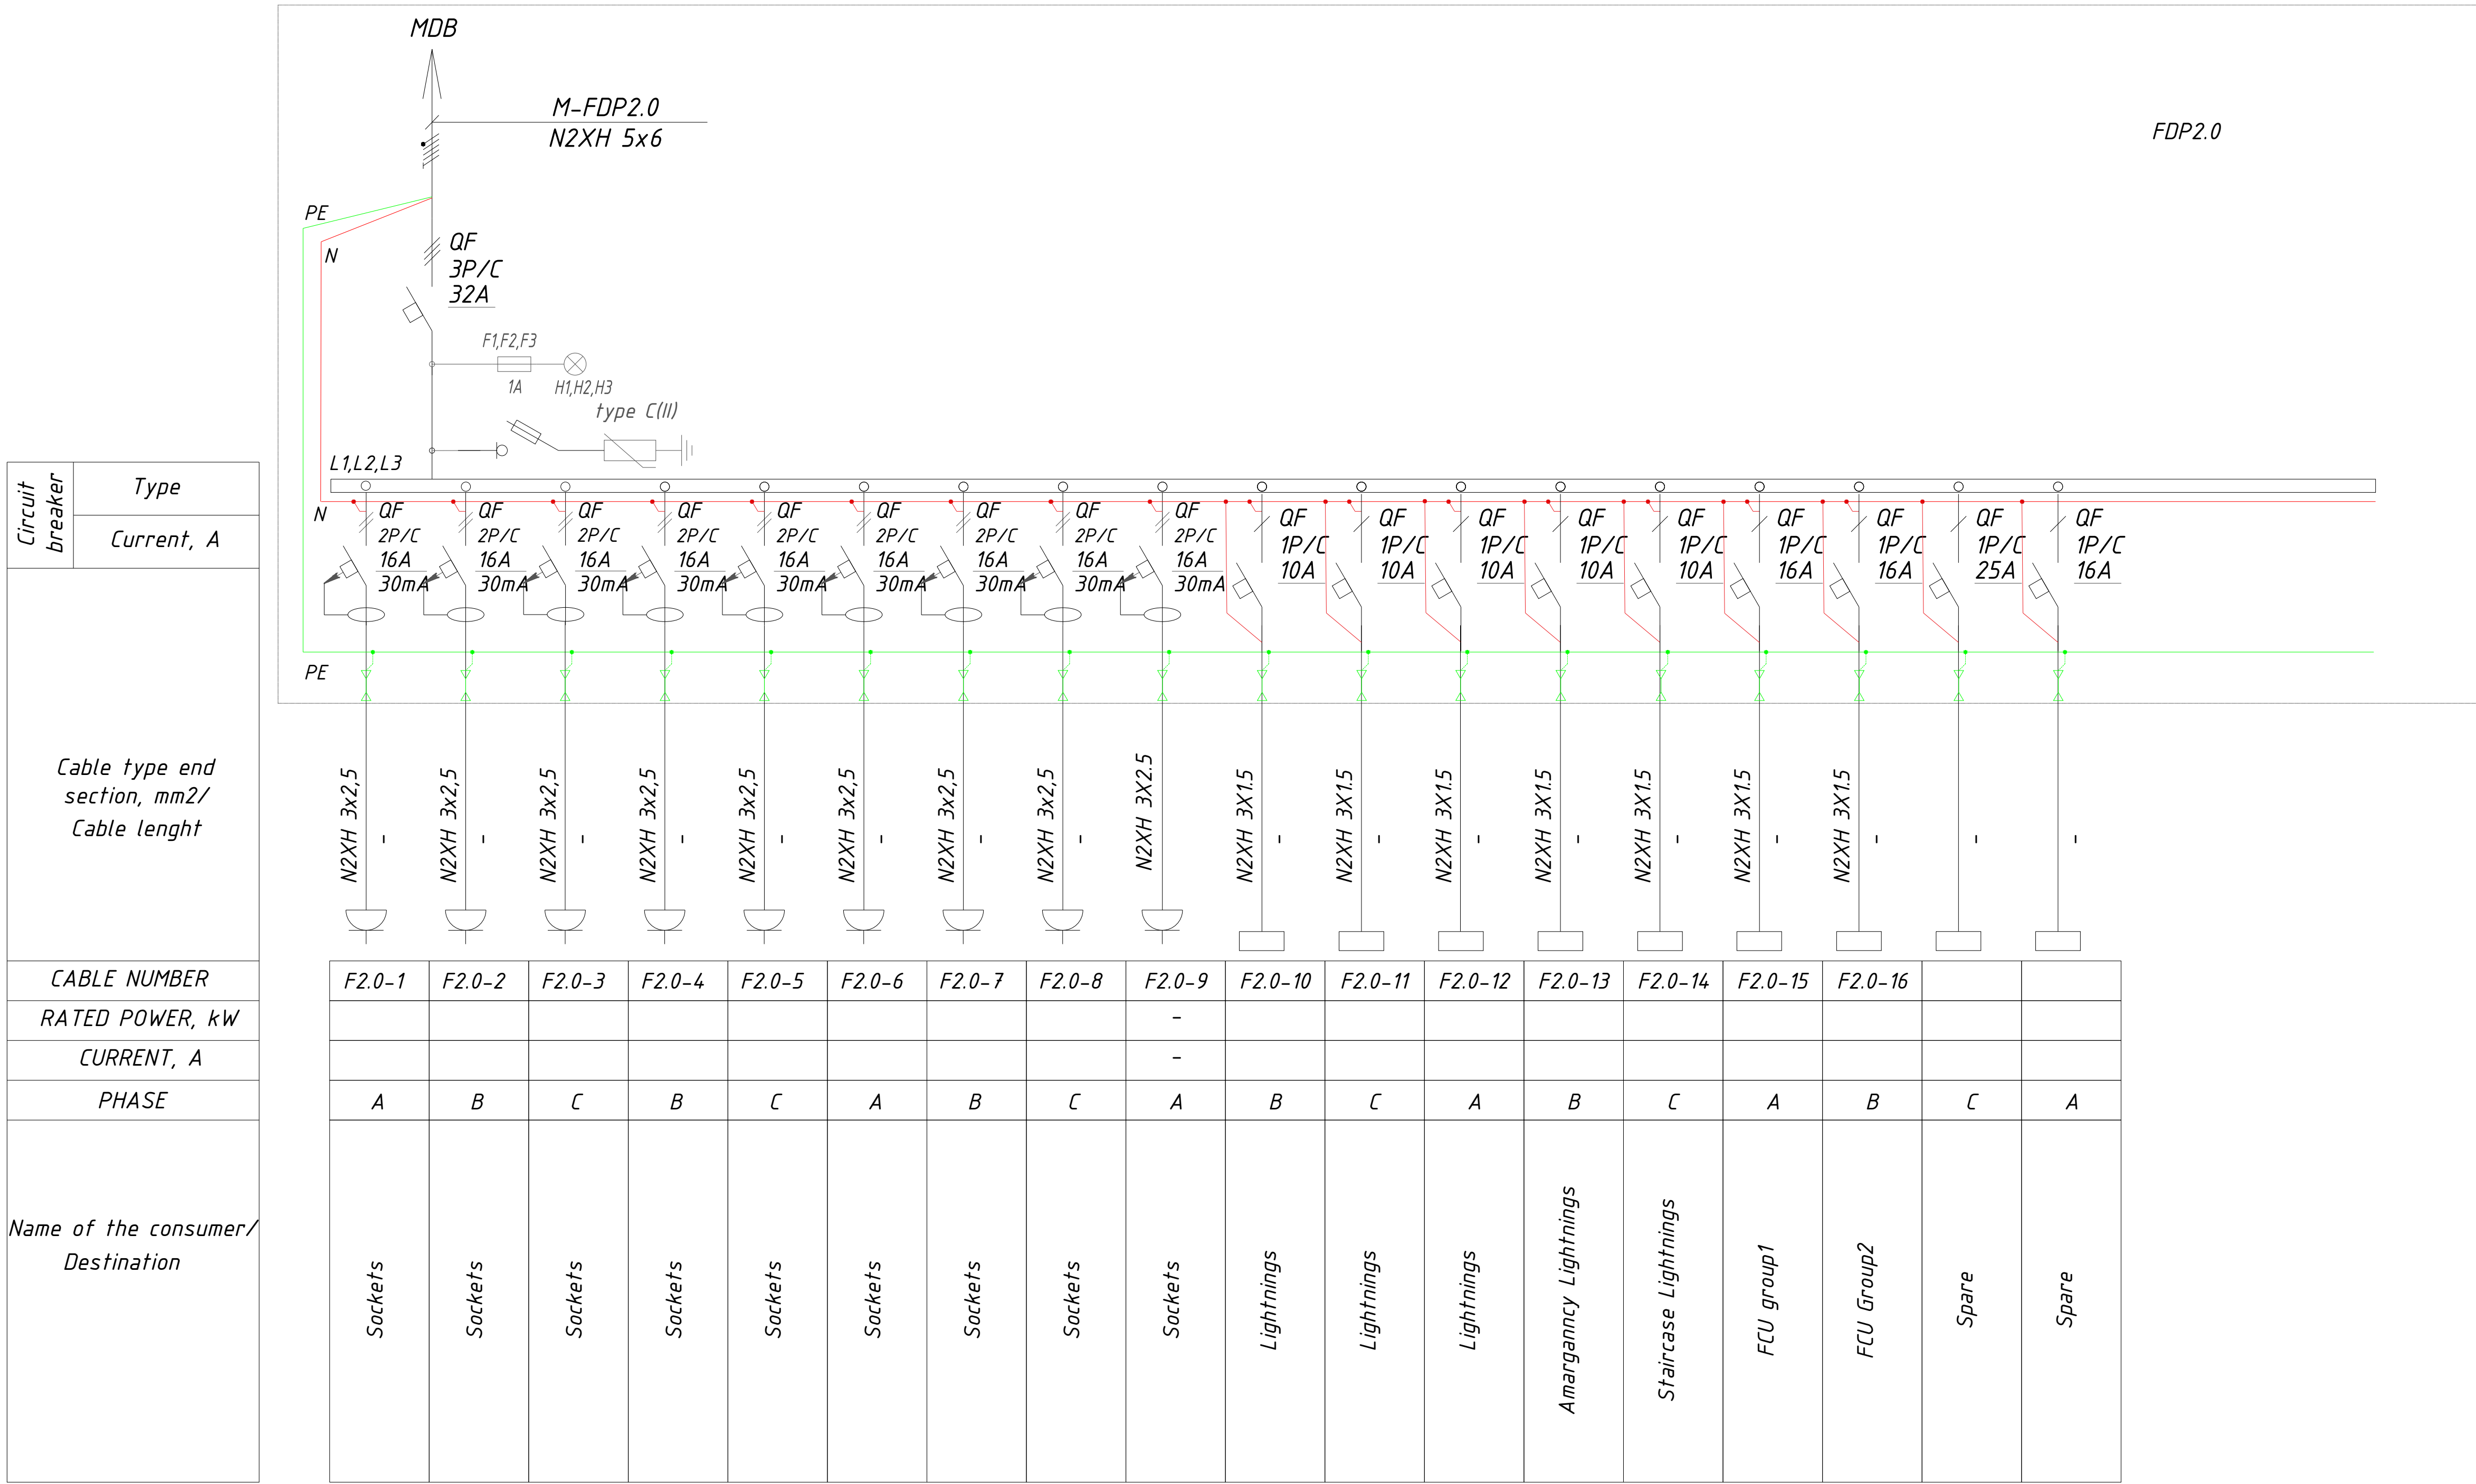 MDB
M-FDP2.0
N2XH 5x6
FDP2.0
PE
N
QF
3P/C
32A
F1,F2,F3
1A
H1,H2,H3
type C(II)
L1,L2,L3
N
QF
2P/C
16A
30mA
QF
2P/C
16A
30mA
QF
2P/C
16A
30mA
QF
2P/C
16A
30mA
QF
2P/C
16A
30mA
QF
2P/C
16A
30mA
QF
2P/C
16A
30mA
QF
2P/C
16A
30mA
QF
2P/C
16A
30mA
QF
1P/C
10A
QF
1P/C
10A
QF
1P/C
10A
QF
1P/C
10A
QF
1P/C
10A
QF
1P/C
16A
QF
1P/C
16A
QF
1P/C
25A
QF
1P/C
16A
PE
Circuit
breaker
Type
Current, A
Cable type end
section, mm2/
Cable lenght
N2XH 3x2,5
-
N2XH 3x2,5
-
N2XH 3x2,5
-
N2XH 3x2,5
-
N2XH 3x2,5
-
N2XH 3x2,5
-
N2XH 3x2,5
-
N2XH 3x2,5
-
N2XH 3X2.5
N2XH 3X1.5
-
N2XH 3X1.5
-
N2XH 3X1.5
-
N2XH 3X1.5
-
N2XH 3X1.5
-
N2XH 3X1.5
-
N2XH 3X1.5
-
-
-
CABLE NUMBER F2.0-1 F2.0-2 F2.0-3 F2.0-4 F2.0-5 F2.0-6 F2.0-7 F2.0-8 F2.0-9 F2.0-10 F2.0-11 F2.0-12 F2.0-13 F2.0-14 F2.0-15 F2.0-16
RATED POWER, kW -
CURRENT, A -
PHASE A B C B C A B C A B C A B C A B C A
Name of the consumer/
Destination
Sockets
Sockets
Sockets
Sockets
Sockets
Sockets
Sockets
Sockets
Sockets
Lightnings
Lightnings
Lightnings
Amarganncy Lightnings
Staircase Lightnings
FCU group1
FCU Group2
Spare
Spare